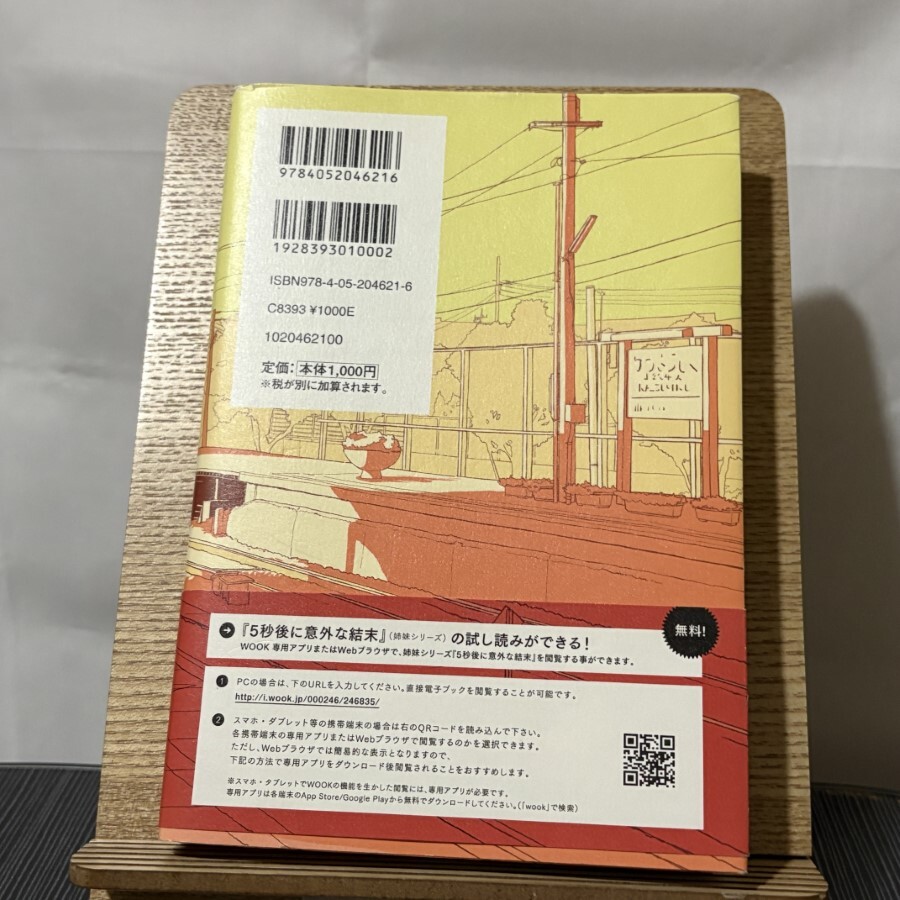 9784052046216
1928393010002
ISBN978-4-05-204621-6
C8393 ¥1000E
1020462100
定価：本体1,000円
※税が別に加算されます。
『5秒後に意外な結末』（姉妹シリーズ）の試し読みができる！
無料！
WOOK 専用アプリまたはWebブラウザで、姉妹シリーズ『5秒後に意外な結末』を閲覧する事ができます。
1 PCの場合は、下のURLを入力してください。直接電子ブックを閲覧することが可能です。
http://i.wook.jp/000246/246835/
2 スマホ・タブレット等の携帯端末の場合は右のQRコードを読み込んで下さい。
各携帯端末の専用アプリまたはWebブラウザで閲覧するのかを選択できます。
ただし、Webブラウザでは簡易的な表示となりますので、
下記の方法で専用アプリをダウンロード後閲覧されることをおすすめします。
※スマホ・タブレットでWOOKの機能を生かした閲覧には、専用アプリが必要です。
専用アプリは各端末のApp Store/Google Playから無料でダウンロードしてください。（「wook」で検索）